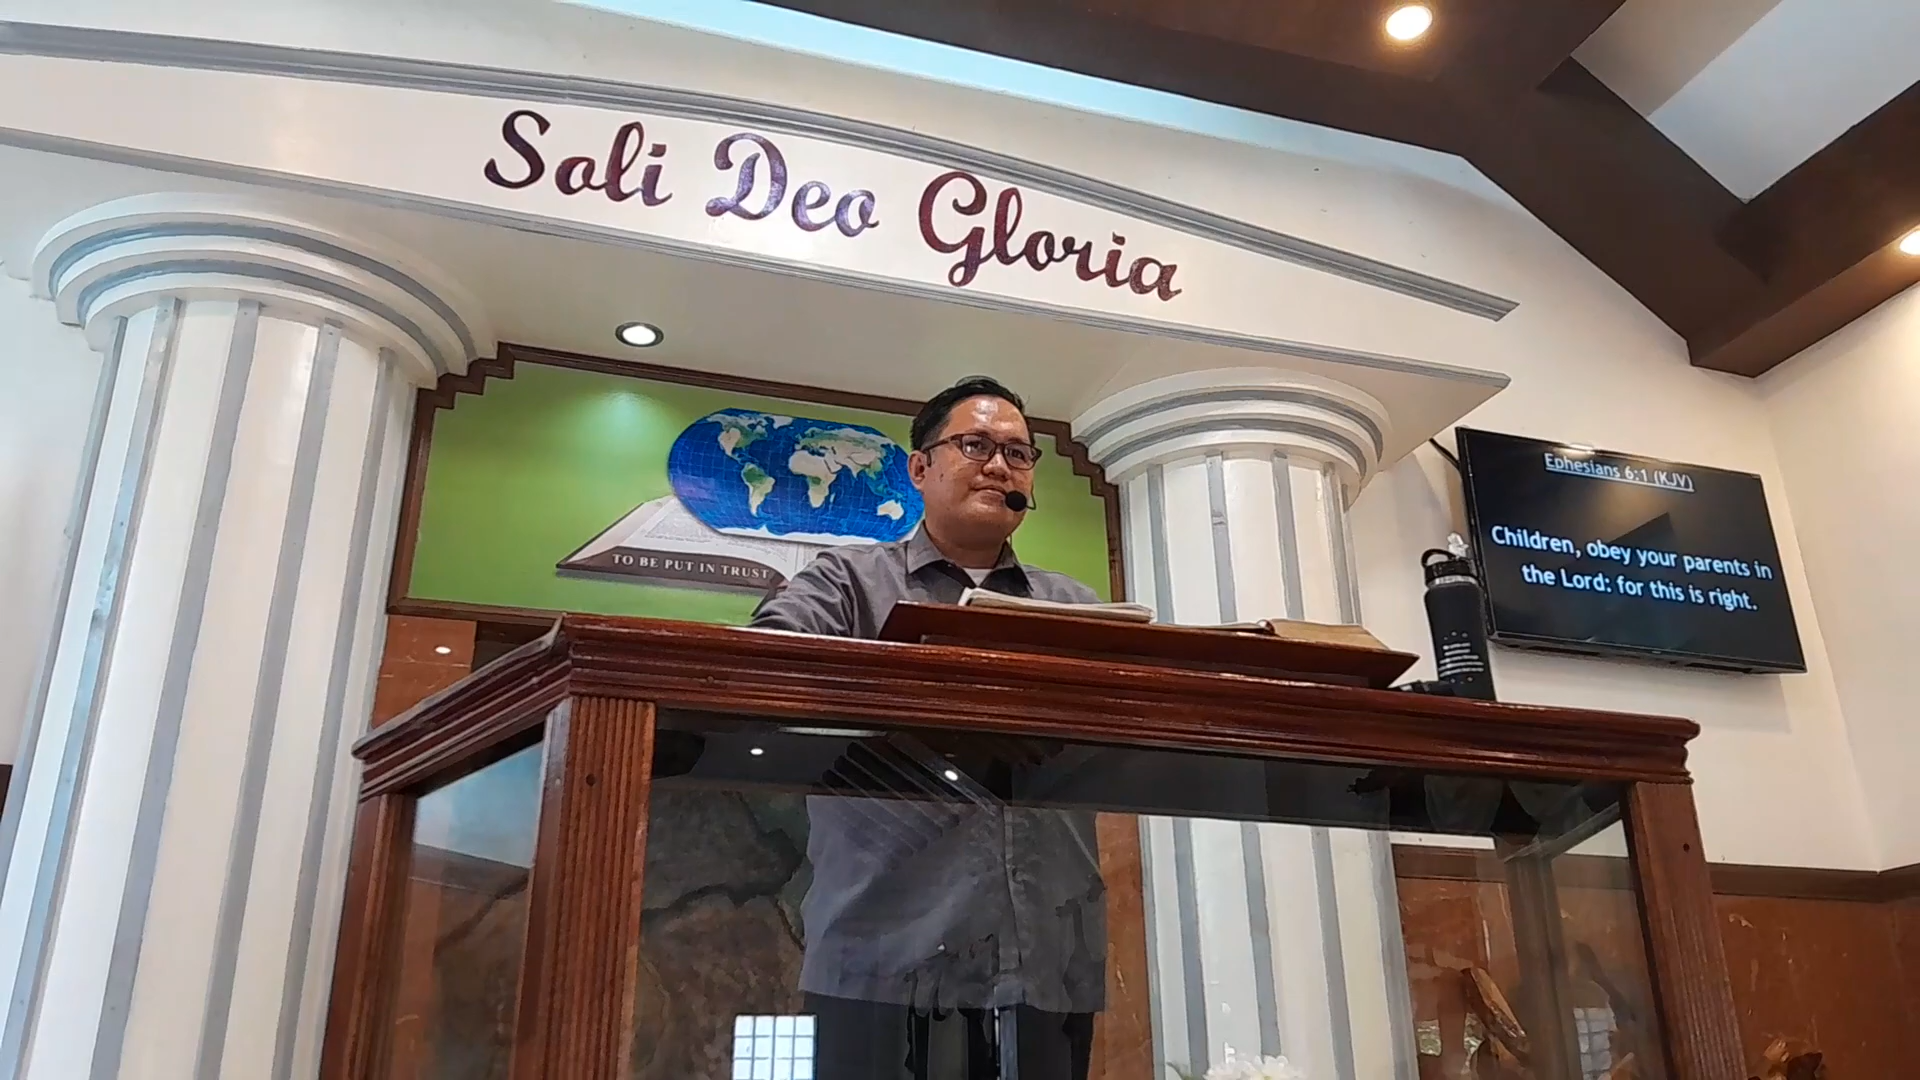 Soli Deo Gloria
TO BE PUT IN TRUST
Ephesians 6:1 (KJV)
Children, obey your parents in
the Lord: for this is right.